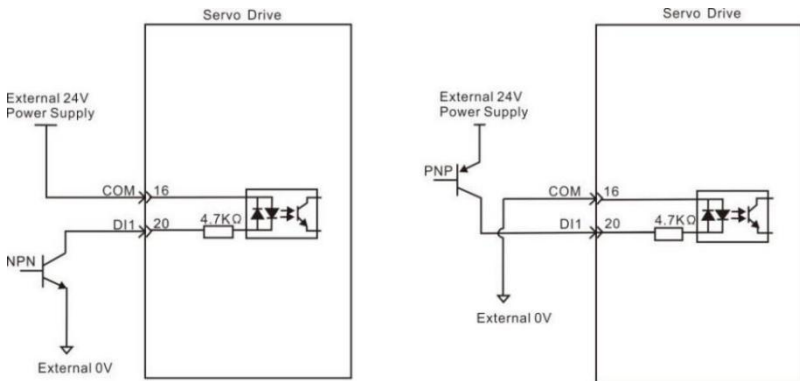 Servo Drive
External 24V
Power Supply
COM
16
DI1
20
4.7KΩ
NPN
External 0V
Servo Drive
External 24V
Power Supply
PNP
COM
16
DI1
20
4.7KΩ
External 0V